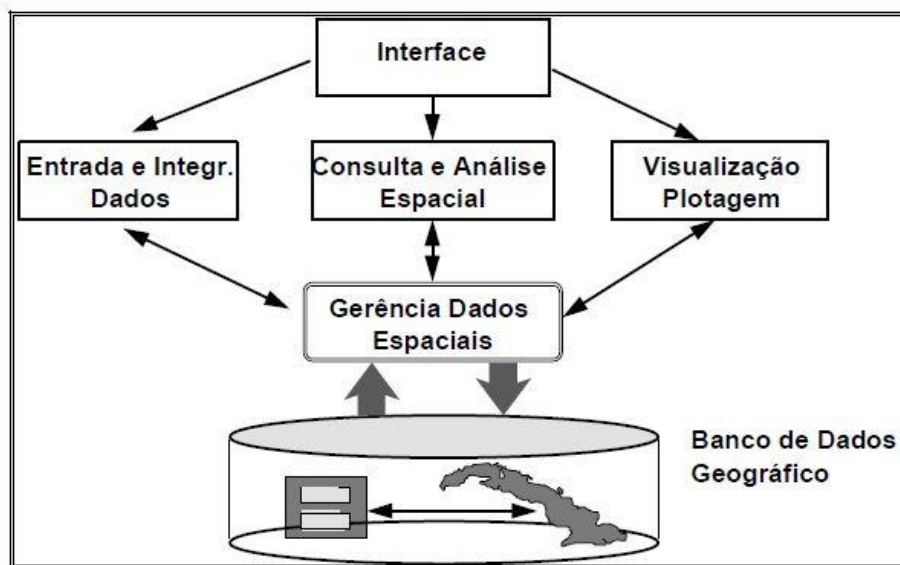 Interface
Entrada e Integr.
Dados
Consulta e Análise
Espacial
Visualização
Plotagem
Gerência Dados
Espaciais
Banco de Dados
Geográfico